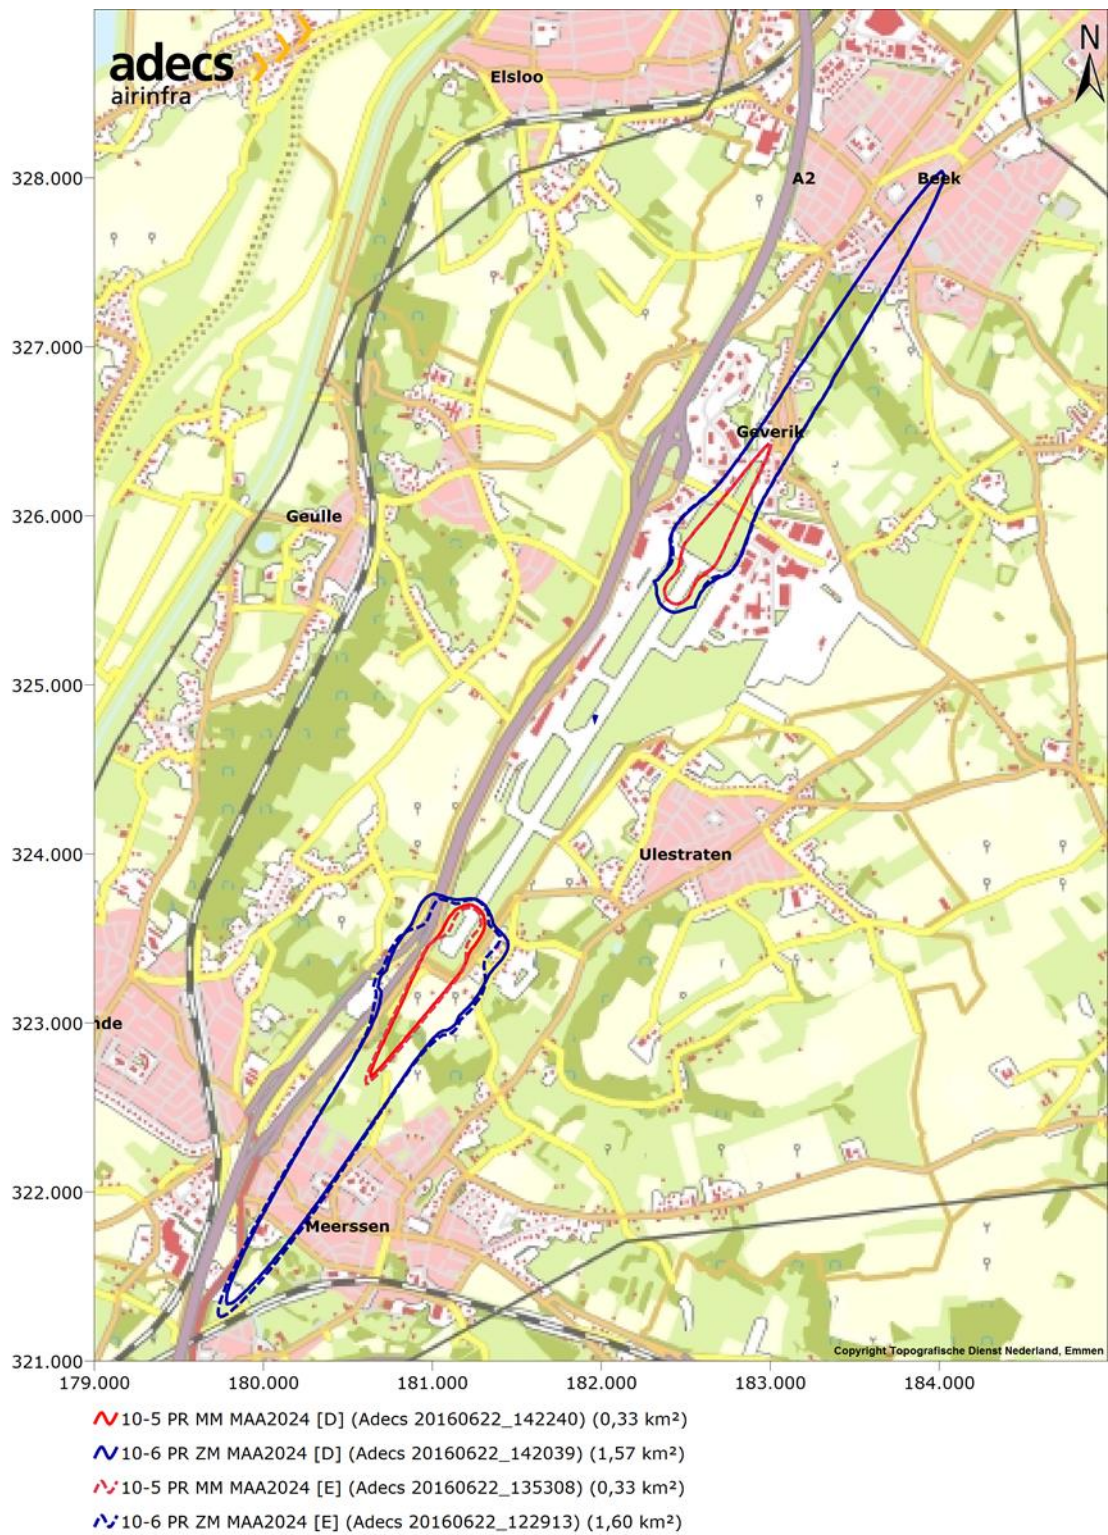 adecs
airinfra
N
Elsloo
328.000
A2
Beek
327.000
Geverik
326.000
Geulle
325.000
324.000
Ulestraten
323.000
nde
322.000
Meerssen
321.000
Copyright Topografische Dienst Nederland, Emmen
179.000 180.000 181.000 182.000 183.000 184.000
10-5 PR MM MAA2024 [D] (Adecs 20160622_142240) (0,33 km²)
10-6 PR ZM MAA2024 [D] (Adecs 20160622_142039) (1,57 km²)
10-5 PR MM MAA2024 [E] (Adecs 20160622_135308) (0,33 km²)
10-6 PR ZM MAA2024 [E] (Adecs 20160622_122913) (1,60 km²)